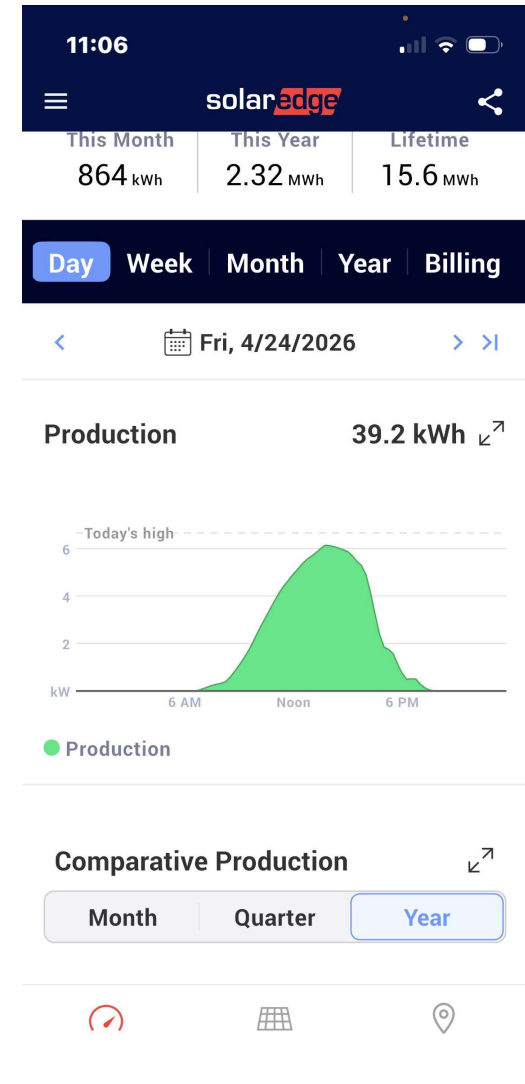 11:06
solaredge
This Month This Year Lifetime
864 kWh 2.32 MWh 15.6 MWh
Day Week Month Year Billing
Fri, 4/24/2026
Production 39.2 kWh
Today's high
6
4
2
kW
6 AM Noon 6 PM
Production
Comparative Production
Month Quarter Year